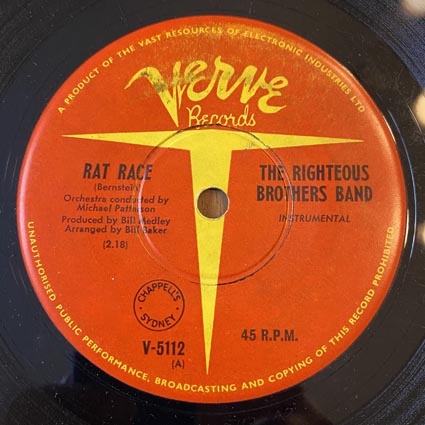 A PRODUCT OF THE VAST RESOURCES OF ELECTRONIC INDUSTRIES LTD
Verve
Records
RAT RACE
(Bernstein)
Orchestra conducted by
Michael Patterson
Produced by Bill Medley
Arranged by Bill Baker
(2.18)
THE RIGHTEOUS
BROTHERS BAND
INSTRUMENTAL
CHAPPELL'S
SYDNEY
V-5112
(A)
45 R.P.M.
UNAUTHORISED PUBLIC PERFORMANCE, BROADCASTING AND COPYING OF THIS RECORD PROHIBITED